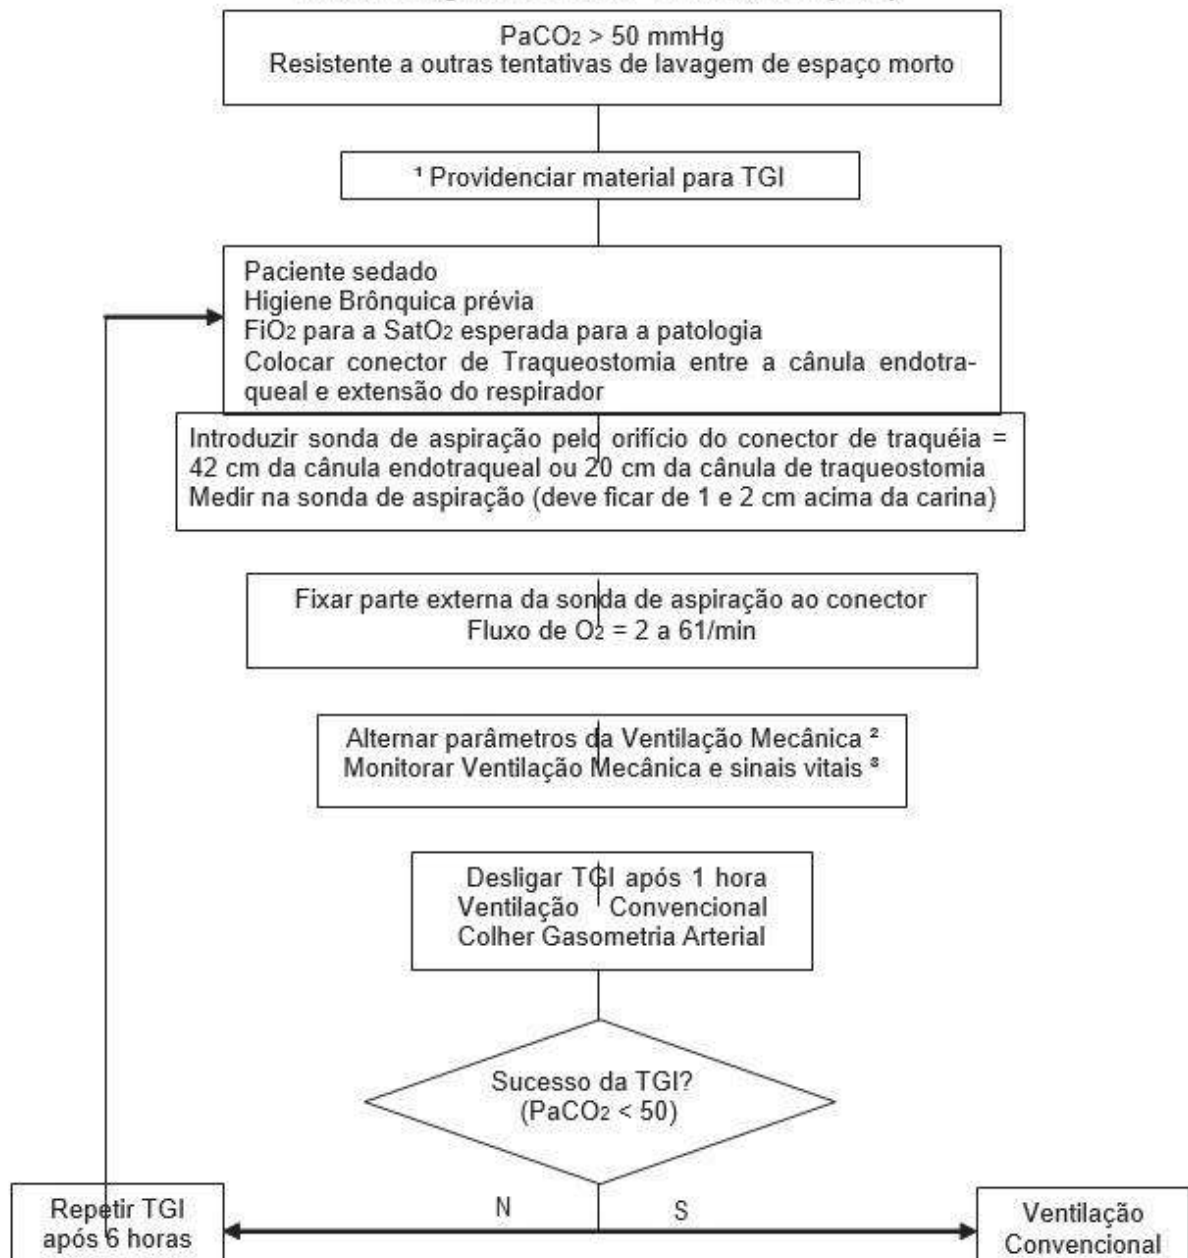 PaCO2 > 50 mmHg
Resistente a outras tentativas de lavagem de espaço morto
¹ Providenciar material para TGI
Paciente sedado
Higiene Brônquica prévia
FiO2 para a SatO2 esperada para a patologia
Colocar conector de Traqueostomia entre a cânula endotra-
queal e extensão do respirador
Introduzir sonda de aspiração pelo orifício do conector de traquéia =
42 cm da cânula endotraqueal ou 20 cm da cânula de traqueostomia
Medir na sonda de aspiração (deve ficar de 1 e 2 cm acima da carina)
Fixar parte externa da sonda de aspiração ao conector
Fluxo de O2 = 2 a 61/min
Alternar parâmetros da Ventilação Mecânica ²
Monitorar Ventilação Mecânica e sinais vitais ³
Desligar TGI após 1 hora
Ventilação Convencional
Colher Gasometria Arterial
Sucesso da TGI?
(PaCO2 < 50)
N
S
Repetir TGI
após 6 horas
Ventilação
Convencional